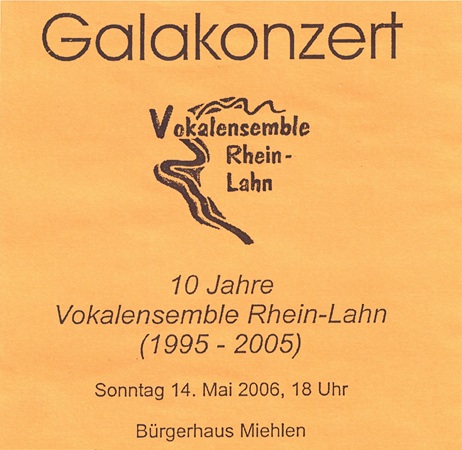 Galakonzert
Vokalensemble
Rhein-
Lahn
10 Jahre
Vokalensemble Rhein-Lahn
(1995 - 2005)
Sonntag 14. Mai 2006, 18 Uhr
Bürgerhaus Miehlen